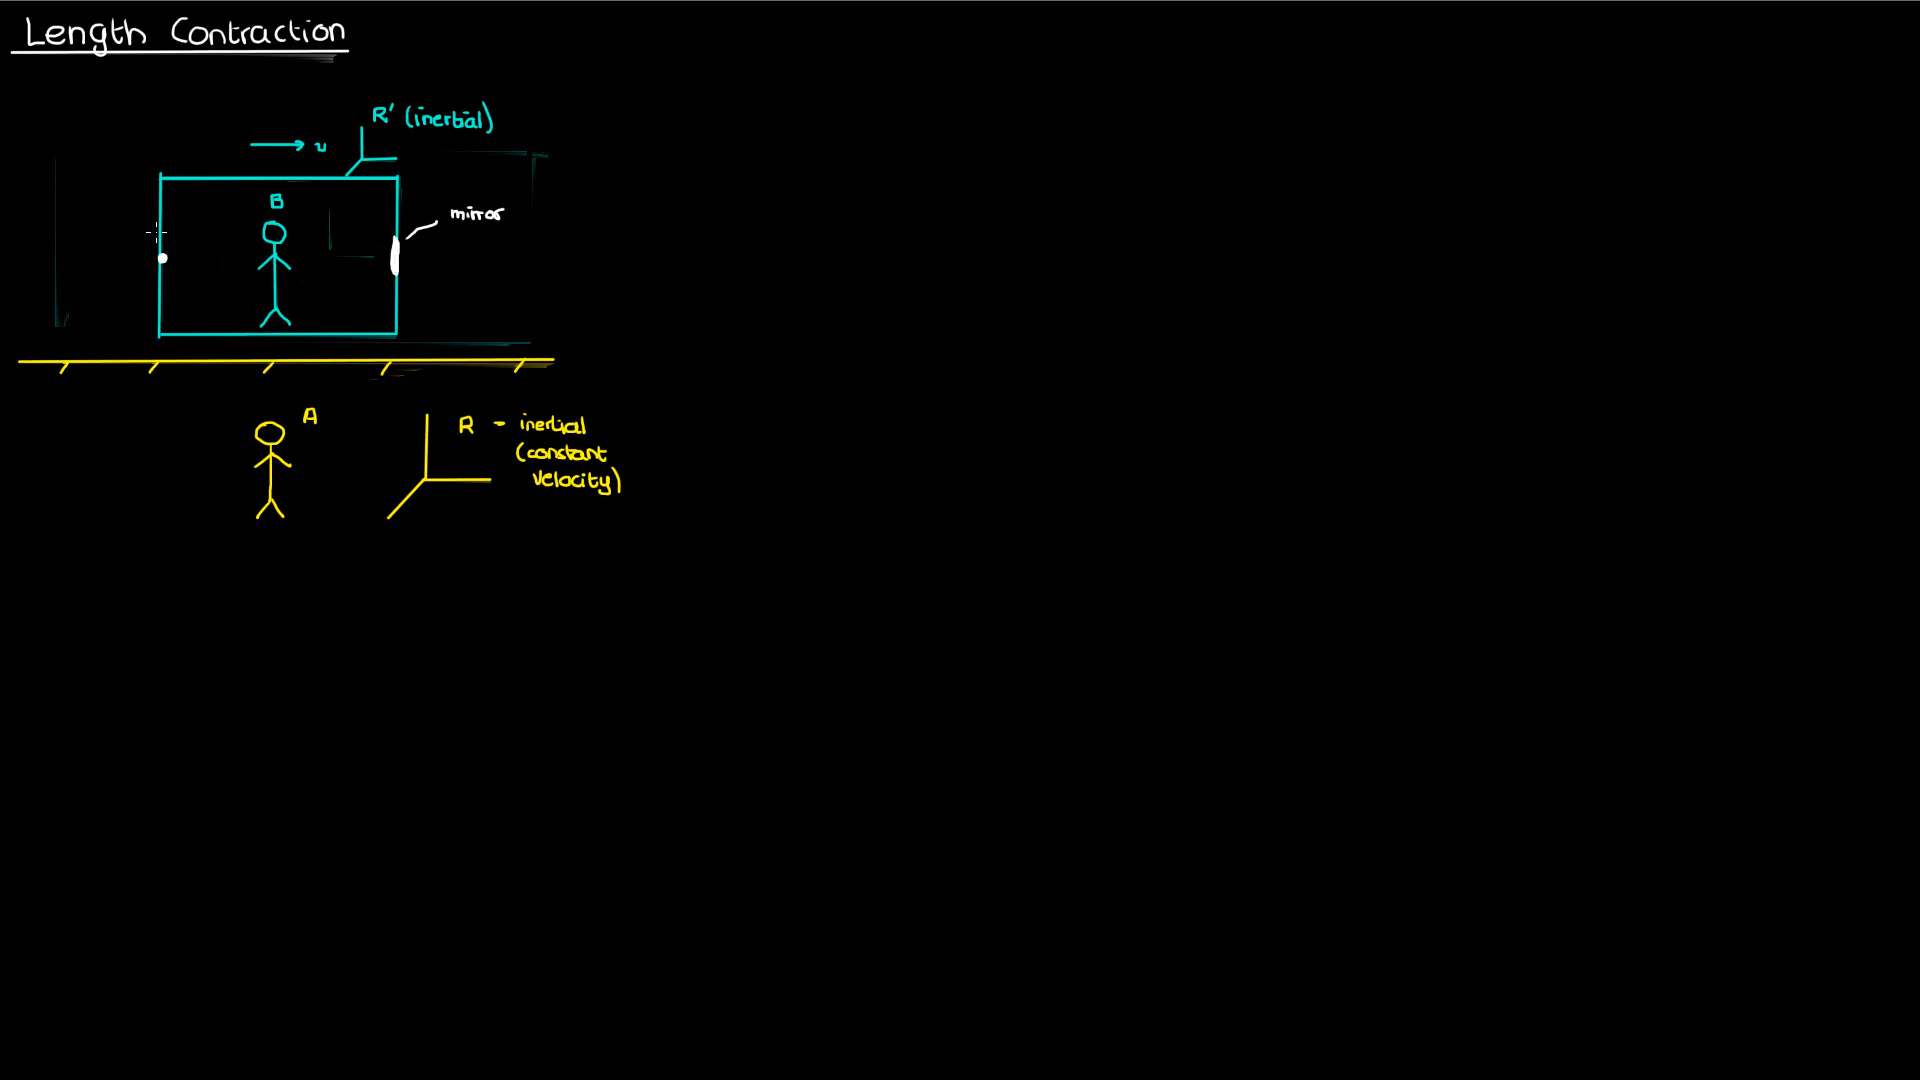 Length Contraction
R' (inertial)
u
B
mirror
A
R - inertial
(constant
velocity)